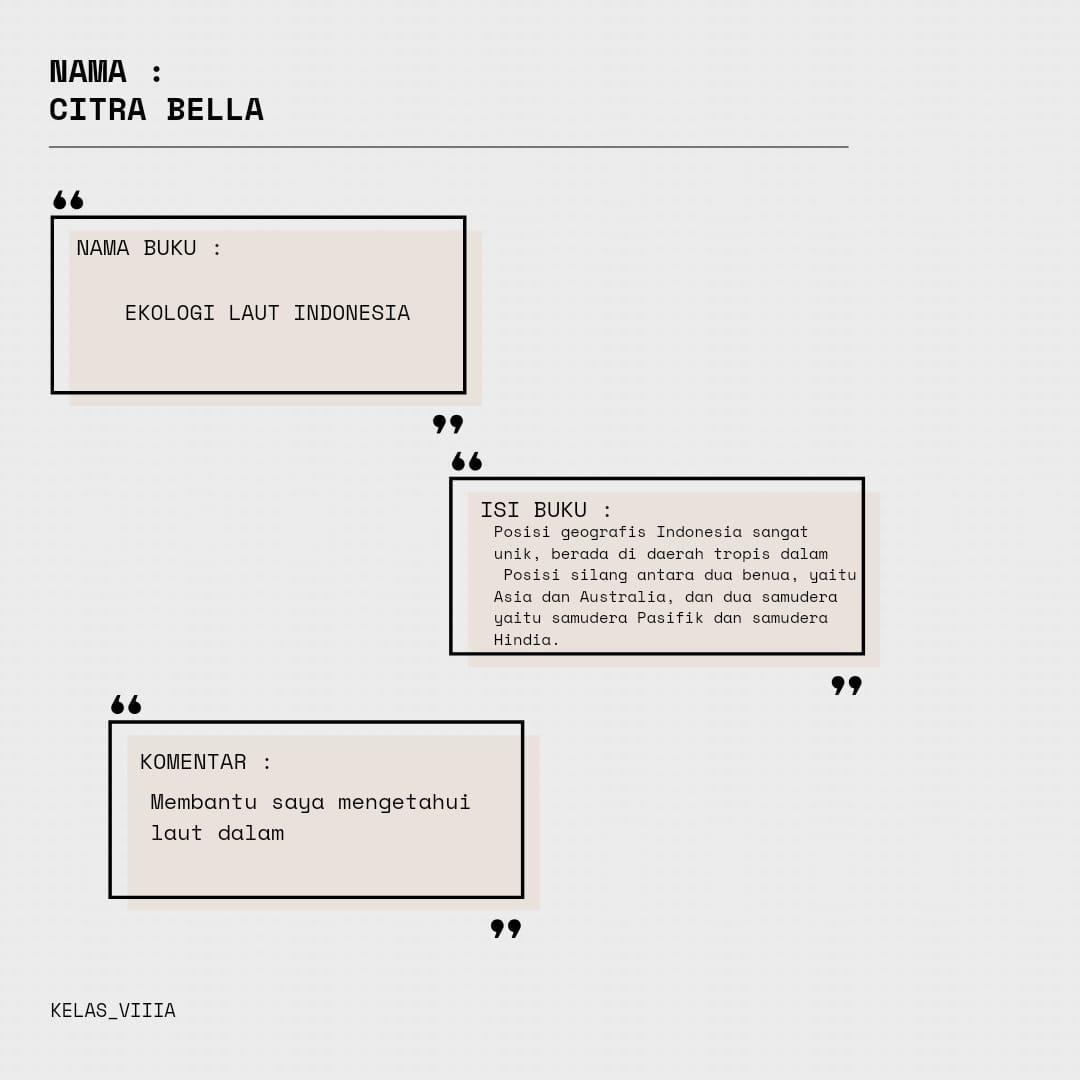 NAMA :
CITRA BELLA
NAMA BUKU :
EKOLOGI LAUT INDONESIA
ISI BUKU :
Posisi geografis Indonesia sangat
unik, berada di daerah tropis dalam
Posisi silang antara dua benua, yaitu
Asia dan Australia, dan dua samudera
yaitu samudera Pasifik dan samudera
Hindia.
KOMENTAR :
Membantu saya mengetahui
laut dalam
KELAS_VIIIA